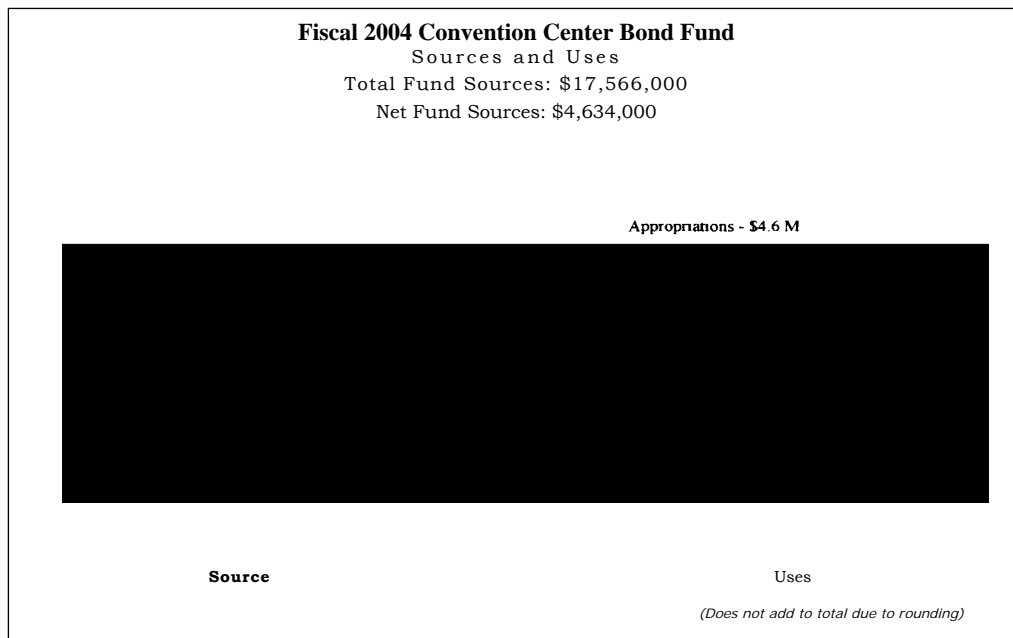 Fiscal 2004 Convention Center Bond Fund
Sources and Uses
Total Fund Sources: $17,566,000
Net Fund Sources: $4,634,000
Appropriations - $4.6 M
Source
Uses
(Does not add to total due to rounding)